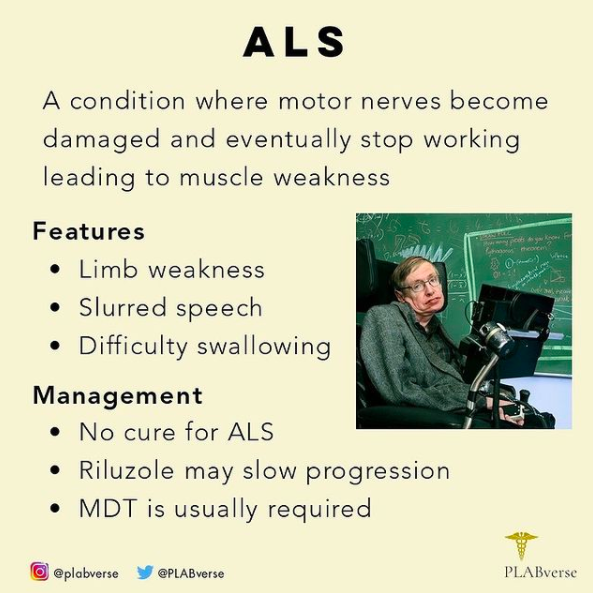 ALS
A condition where motor nerves become
damaged and eventually stop working
leading to muscle weakness
Features
• Limb weakness
• Slurred speech
• Difficulty swallowing
Management
• No cure for ALS
• Riluzole may slow progression
• MDT is usually required
@plabverse @PLABverse
PLABverse